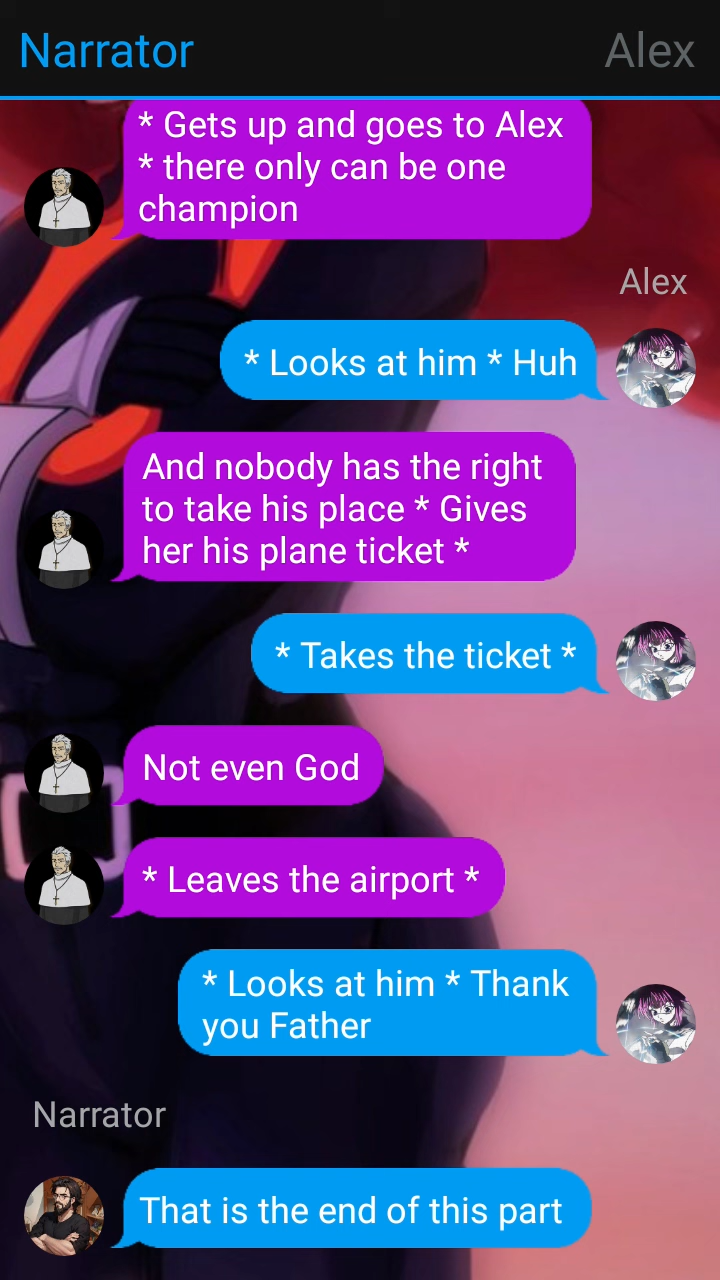 Narrator
Alex
* Gets up and goes to Alex
* there only can be one
champion
Alex
* Looks at him * Huh
And nobody has the right
to take his place * Gives
her his plane ticket *
* Takes the ticket *
Not even God
* Leaves the airport *
* Looks at him * Thank
you Father
Narrator
That is the end of this part